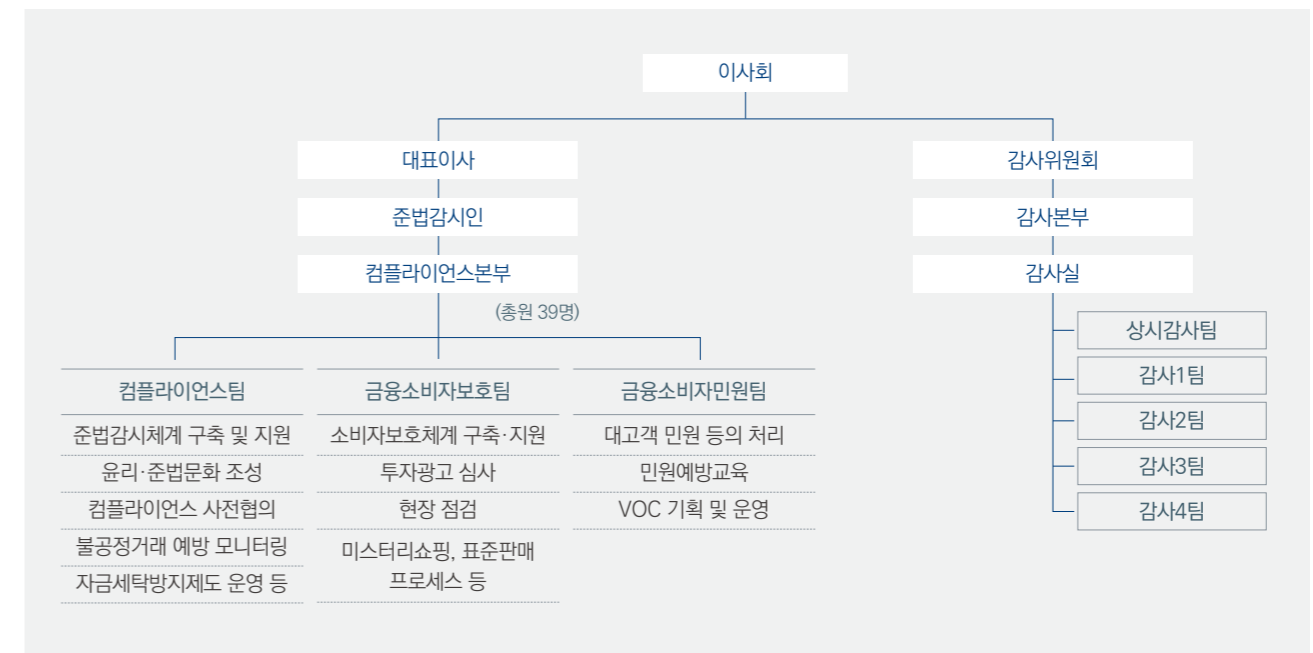 이사회
대표이사
감사위원회
준법감시인
감사본부
컴플라이언스본부
감사실
(총원 39명)
컴플라이언스팀
준법감시체계 구축 및 지원
윤리·준법문화 조성
컴플라이언스 사전협의
불공정거래 예방 모니터링
자금세탁방지제도 운영 등
금융소비자보호팀
소비자보호체계 구축·지원
투자광고 심사
현장 점검
미스터리쇼핑, 표준판매
프로세스 등
금융소비자민원팀
대고객 민원 등의 처리
민원예방교육
VOC 기획 및 운영
상시감사팀
감사1팀
감사2팀
감사3팀
감사4팀